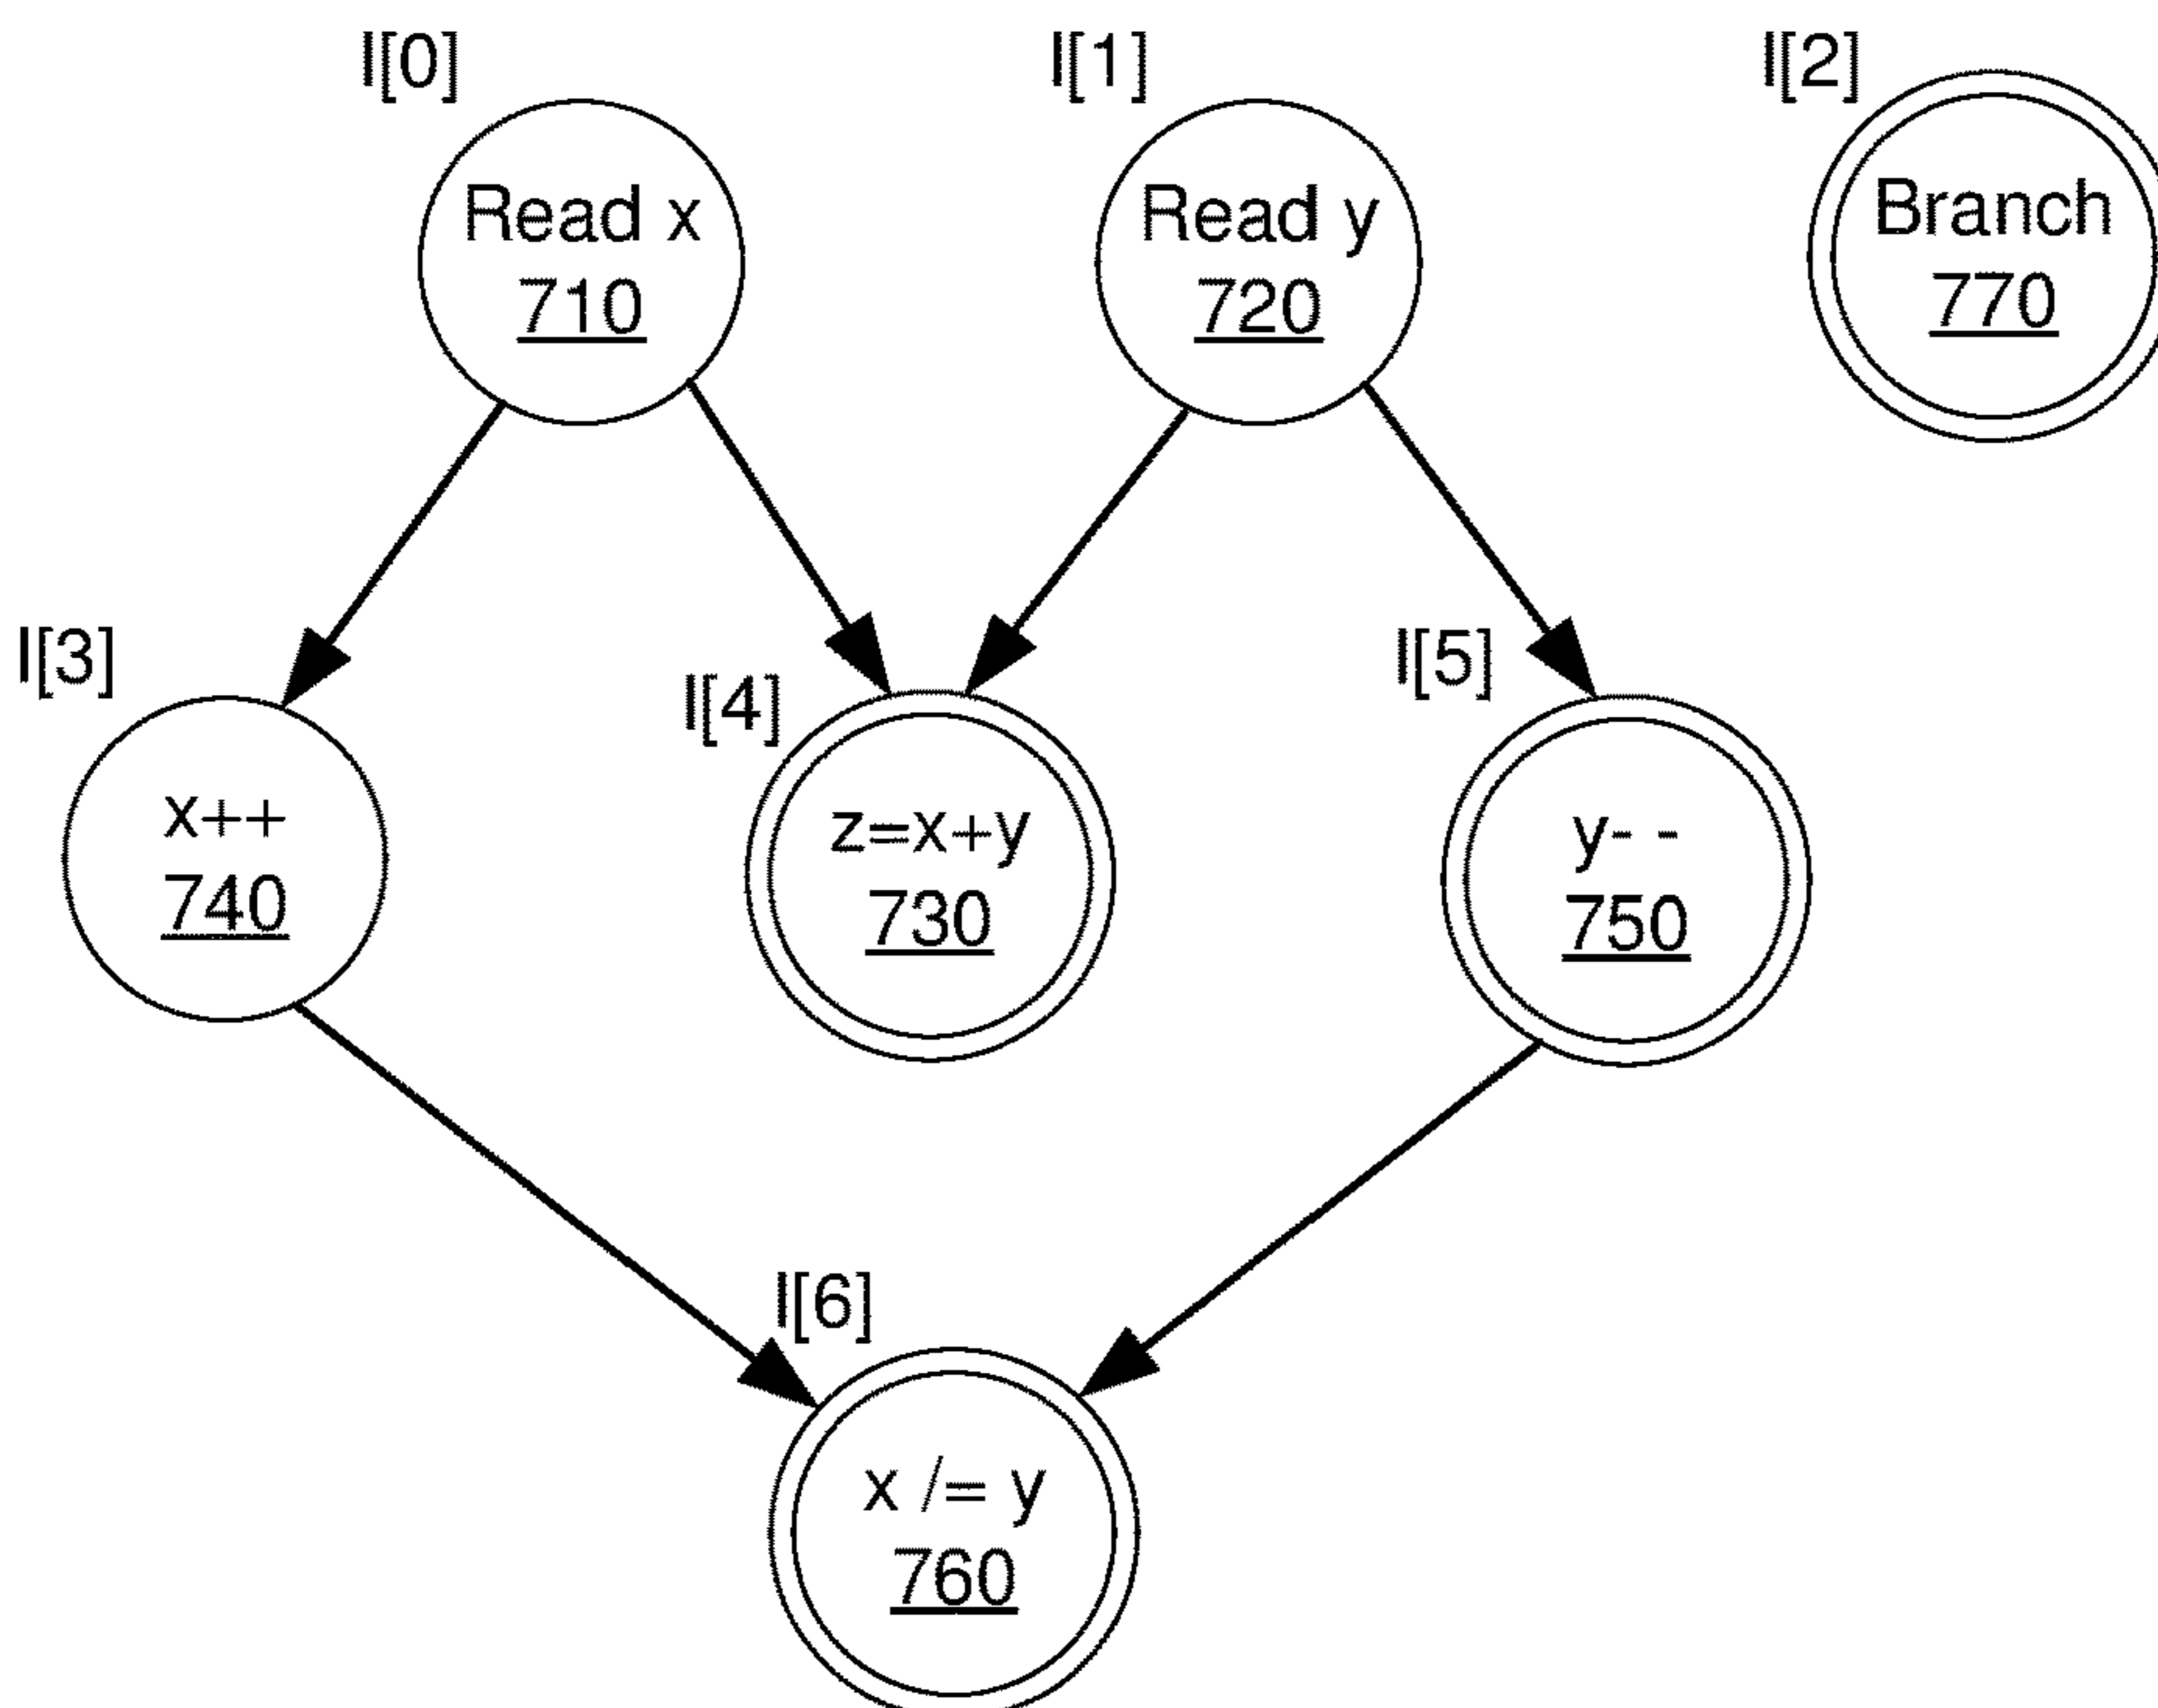 I[0]
Read x
710
I[1]
Read y
720
I[2]
Branch
770
I[3]
x++
740
I[4]
z=x+y
730
I[5]
y- -
750
I[6]
x /= y
760